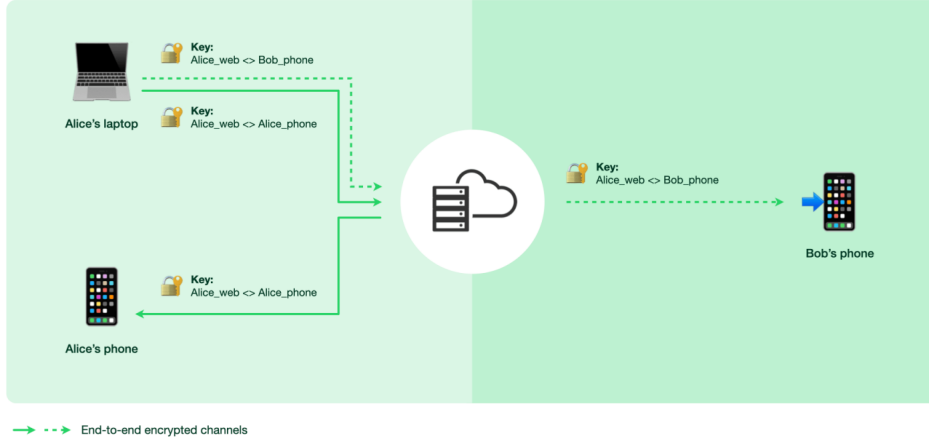 Key:
Alice_web <> Bob_phone
Alice's laptop
Key:
Alice_web <> Alice_phone
Key:
Alice_web <> Bob_phone
Bob's phone
Key:
Alice_web <> Alice_phone
Alice's phone
End-to-end encrypted channels